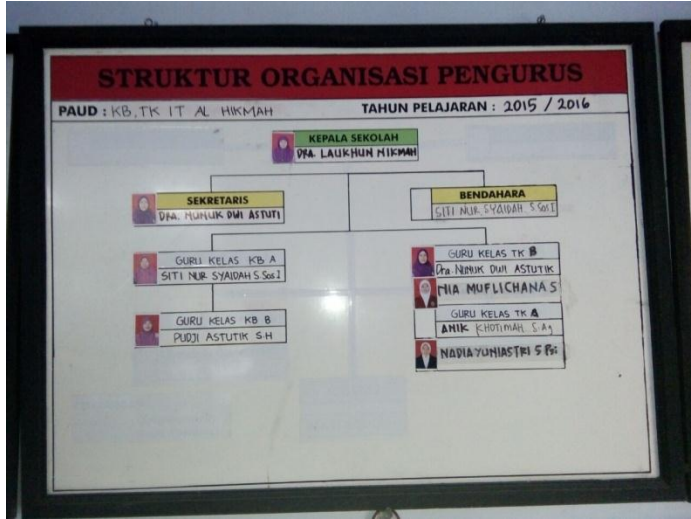 STRUKTUR ORGANISASI PENGURUS
PAUD : KB, TK IT AL HIKMAH
TAHUN PELAJARAN : 2015 / 2016
KEPALA SEKOLAH
DRA. LAUKHUN NIKMAH
SEKRETARIS
DRA. NUNUK DWI ASTUTI
BENDAHARA
SITI NUR SYAIDAH. S Sos I
GURU KELAS KB A
SITI NUR SYAIDAH S Sos.I
GURU KELAS TK B
Dra. NUNUK DWI ASTUTIK
NIA MUFLICHANA S
GURU KELAS KB B
PUDJI ASTUTIK S.H
GURU KELAS TK A
ANIK KHOTIMAH S.Ag
NADIA YUNIASTRI S Psi